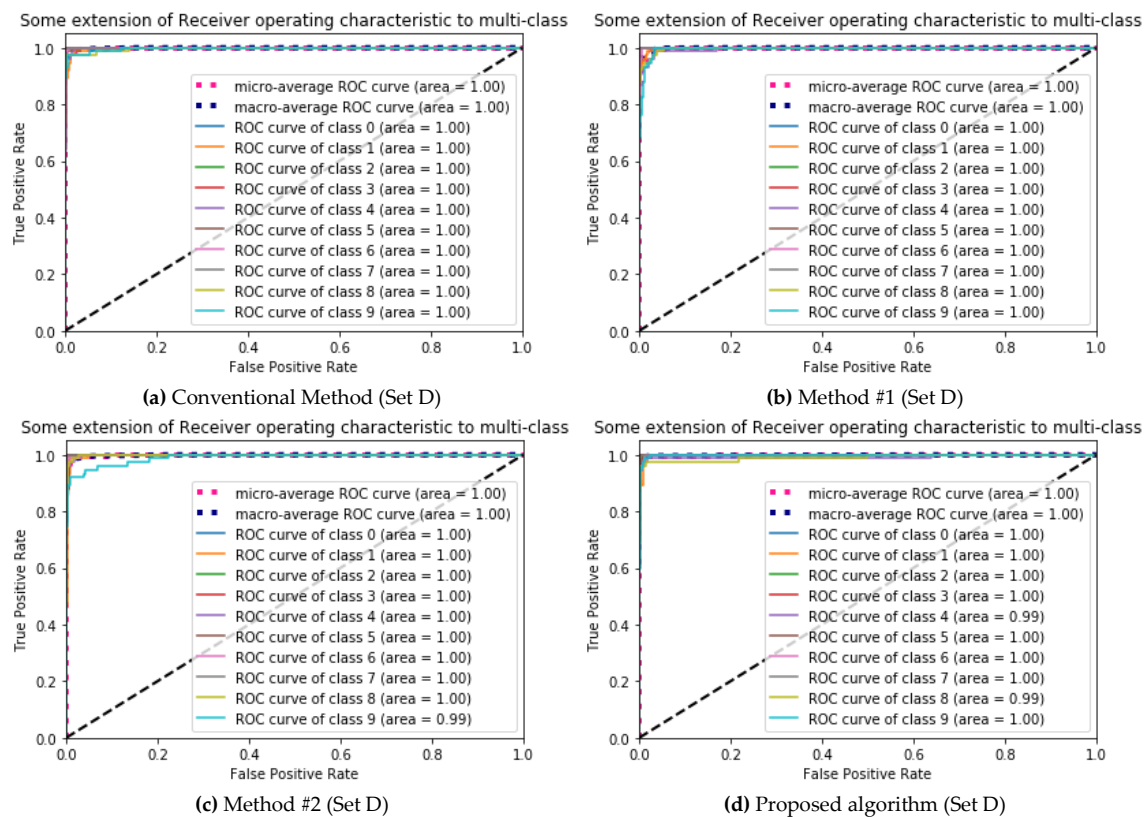 Some extension of Receiver operating characteristic to multi-class
1.0
0.8
0.6
0.4
0.2
0.0
True Positive Rate
micro-average ROC curve (area = 1.00)
macro-average ROC curve (area = 1.00)
ROC curve of class 0 (area = 1.00)
ROC curve of class 1 (area = 1.00)
ROC curve of class 2 (area = 1.00)
ROC curve of class 3 (area = 1.00)
ROC curve of class 4 (area = 1.00)
ROC curve of class 5 (area = 1.00)
ROC curve of class 6 (area = 1.00)
ROC curve of class 7 (area = 1.00)
ROC curve of class 8 (area = 1.00)
ROC curve of class 9 (area = 1.00)
0.0 0.2 0.4 0.6 0.8 1.0
False Positive Rate
(a) Conventional Method (Set D)
Some extension of Receiver operating characteristic to multi-class
1.0
0.8
0.6
0.4
0.2
0.0
True Positive Rate
micro-average ROC curve (area = 1.00)
macro-average ROC curve (area = 1.00)
ROC curve of class 0 (area = 1.00)
ROC curve of class 1 (area = 1.00)
ROC curve of class 2 (area = 1.00)
ROC curve of class 3 (area = 1.00)
ROC curve of class 4 (area = 1.00)
ROC curve of class 5 (area = 1.00)
ROC curve of class 6 (area = 1.00)
ROC curve of class 7 (area = 1.00)
ROC curve of class 8 (area = 1.00)
ROC curve of class 9 (area = 1.00)
0.0 0.2 0.4 0.6 0.8 1.0
False Positive Rate
(b) Method #1 (Set D)
Some extension of Receiver operating characteristic to multi-class
1.0
0.8
0.6
0.4
0.2
0.0
True Positive Rate
micro-average ROC curve (area = 1.00)
macro-average ROC curve (area = 1.00)
ROC curve of class 0 (area = 1.00)
ROC curve of class 1 (area = 1.00)
ROC curve of class 2 (area = 1.00)
ROC curve of class 3 (area = 1.00)
ROC curve of class 4 (area = 1.00)
ROC curve of class 5 (area = 1.00)
ROC curve of class 6 (area = 1.00)
ROC curve of class 7 (area = 1.00)
ROC curve of class 8 (area = 1.00)
ROC curve of class 9 (area = 0.99)
0.0 0.2 0.4 0.6 0.8 1.0
False Positive Rate
(c) Method #2 (Set D)
Some extension of Receiver operating characteristic to multi-class
1.0
0.8
0.6
0.4
0.2
0.0
True Positive Rate
micro-average ROC curve (area = 1.00)
macro-average ROC curve (area = 1.00)
ROC curve of class 0 (area = 1.00)
ROC curve of class 1 (area = 1.00)
ROC curve of class 2 (area = 1.00)
ROC curve of class 3 (area = 1.00)
ROC curve of class 4 (area = 0.99)
ROC curve of class 5 (area = 1.00)
ROC curve of class 6 (area = 1.00)
ROC curve of class 7 (area = 1.00)
ROC curve of class 8 (area = 0.99)
ROC curve of class 9 (area = 1.00)
0.0 0.2 0.4 0.6 0.8 1.0
False Positive Rate
(d) Proposed algorithm (Set D)